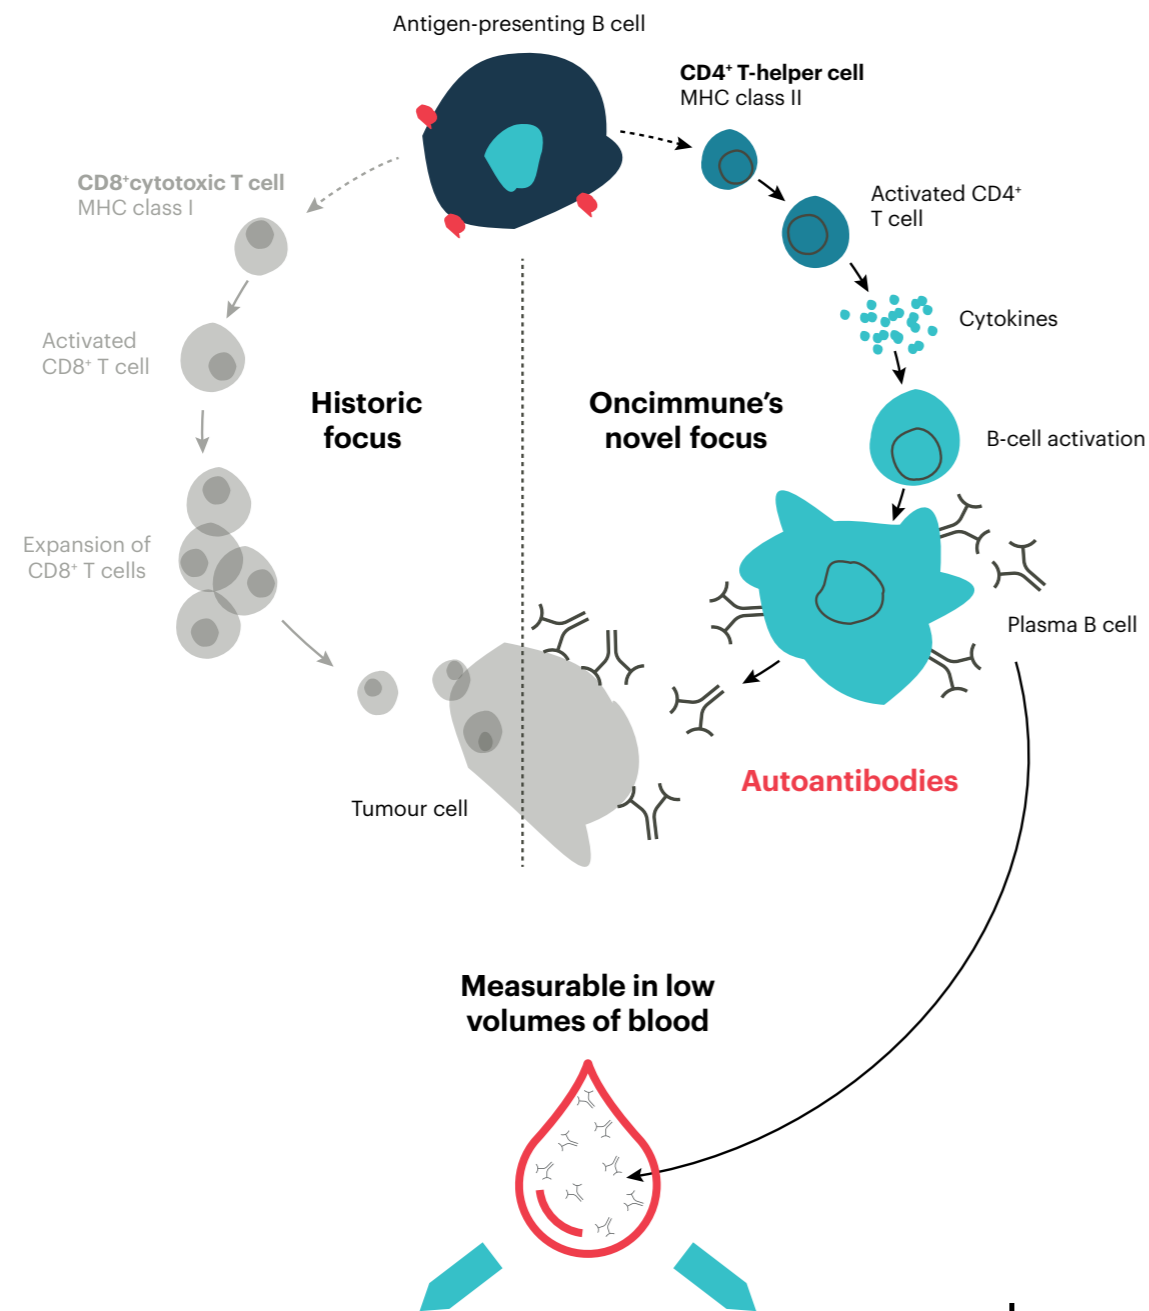 Antigen-presenting B cell
CD4⁺ T-helper cell
MHC class II
CD8⁺cytotoxic T cell
MHC class I
Activated CD4⁺
T cell
Cytokines
Activated
CD8⁺ T cell
Historic
focus
Oncimmune’s
novel focus
B-cell activation
Expansion of
CD8⁺ T cells
Plasma B cell
Autoantibodies
Tumour cell
Measurable in low
volumes of blood